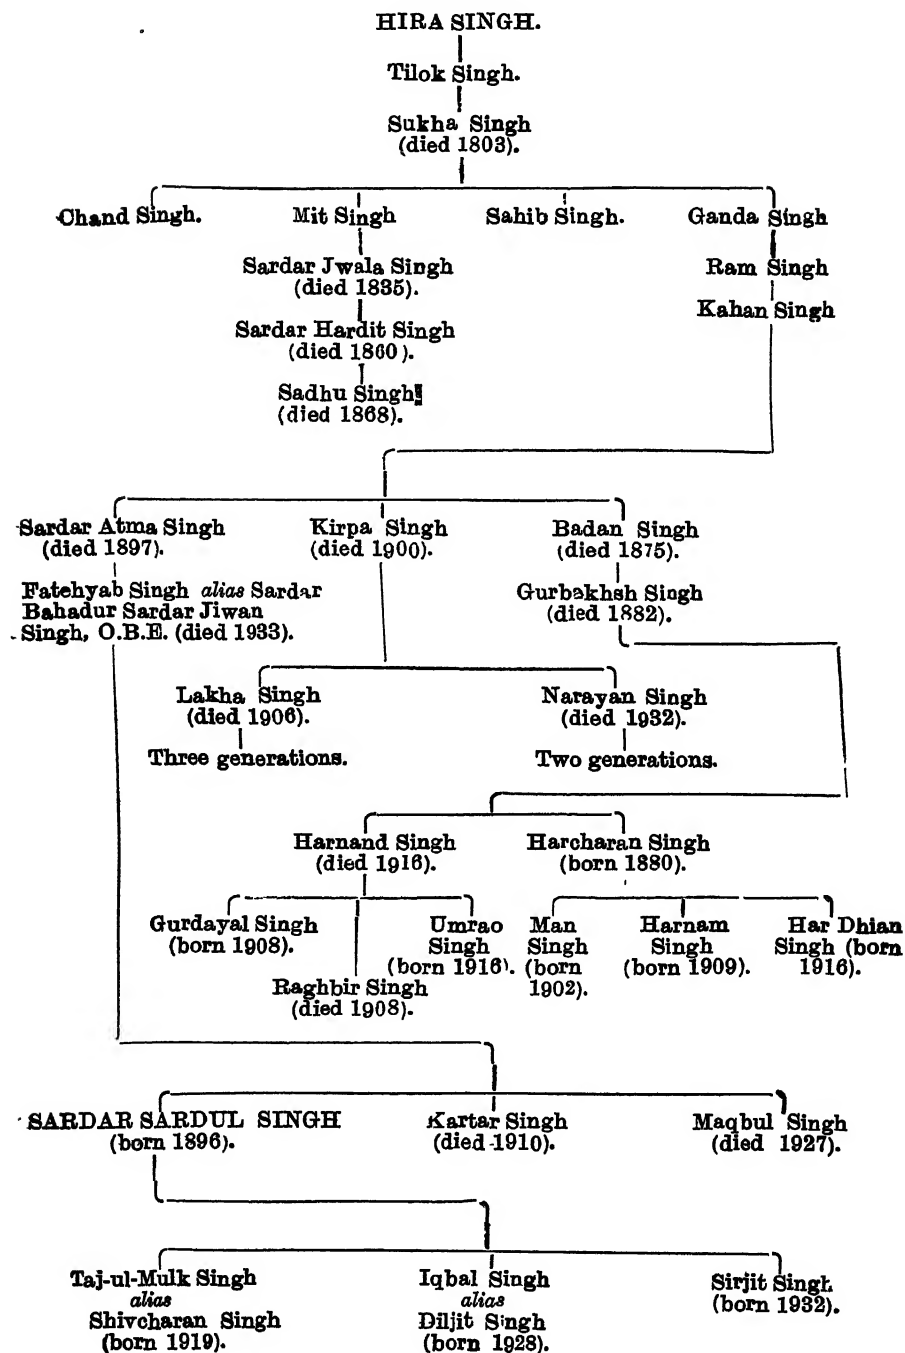 HIRA SINGH.
Tilok Singh.
Sukha Singh
(died 1803).
Chand Singh.
Mit Singh
Sahib Singh.
Ganda Singh
Sardar Jwala Singh
(died 1835).
Ram Singh
Kahan Singh
Sardar Hardit Singh
(died 1860).
Sadhu Singh
(died 1868).
Sardar Atma Singh
(died 1897).
Kirpa Singh
(died 1900).
Badan Singh
(died 1875).
Fatehyab Singh alias Sardar
Bahadur Sardar Jiwan
Singh, O.B.E. (died 1933).
Gurbakhsh Singh
(died 1882).
Lakha Singh
(died 1906).
Narayan Singh
(died 1932).
Three generations.
Two generations.
Harnand Singh
(died 1916).
Harcharan Singh
(born 1880).
Gurdayal Singh
(born 1908).
Raghbir Singh
(died 1908).
Umrao
Singh
(born 1916).
Man
Singh
(born
1902).
Harnam
Singh
(born 1909).
Har Dhian
Singh (born
1916).
SARDAR SARDUL SINGH
(born 1896).
Kartar Singh
(died 1910).
Maqbul Singh
(died 1927).
Taj-ul-Mulk Singh
alias
Shivcharan Singh
(born 1919).
Iqbal Singh
alias
Diljit Singh
(born 1928).
Sirjit Singh
(born 1932).